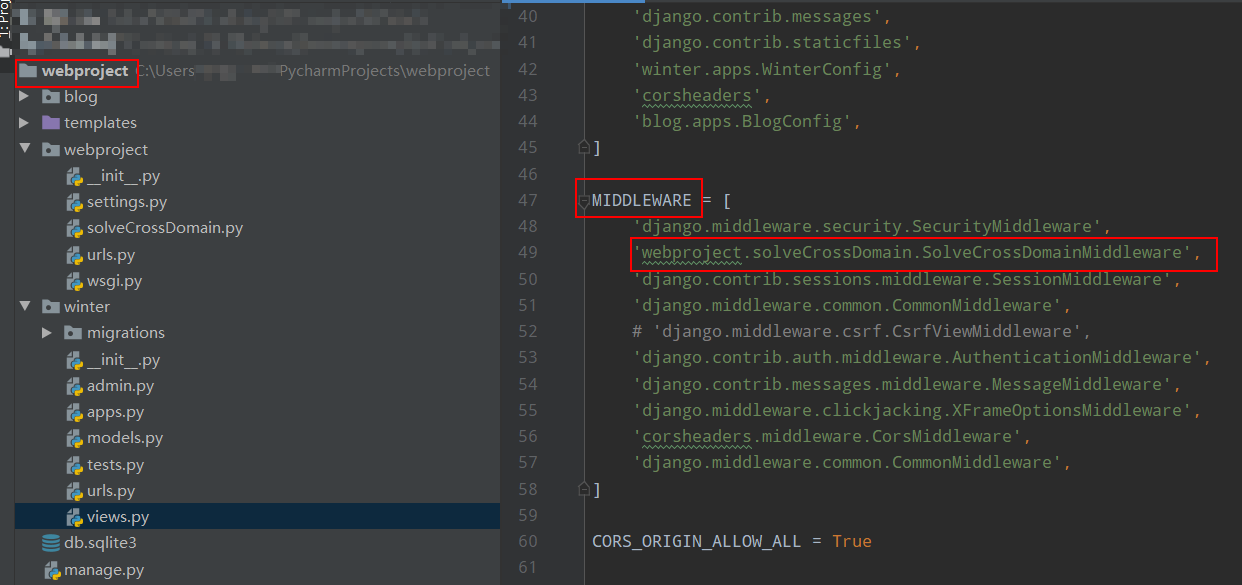 1: Proj
webproject C:\Users PycharmProjects\webproject
blog
templates
webproject
__init__.py
settings.py
solveCrossDomain.py
urls.py
wsgi.py
winter
migrations
__init__.py
admin.py
apps.py
models.py
tests.py
urls.py
views.py
db.sqlite3
manage.py
40 'django.contrib.messages',
41 'django.contrib.staticfiles',
42 'winter.apps.WinterConfig',
43 'corsheaders',
44 'blog.apps.BlogConfig',
45 ]
46
47 MIDDLEWARE = [
48 'django.middleware.security.SecurityMiddleware',
49 'webproject.solveCrossDomain.SolveCrossDomainMiddleware',
50 'django.contrib.sessions.middleware.SessionMiddleware',
51 'django.middleware.common.CommonMiddleware',
52 # 'django.middleware.csrf.CsrfViewMiddleware',
53 'django.contrib.auth.middleware.AuthenticationMiddleware',
54 'django.contrib.messages.middleware.MessageMiddleware',
55 'django.middleware.clickjacking.XFrameOptionsMiddleware',
56 'corsheaders.middleware.CorsMiddleware',
57 'django.middleware.common.CommonMiddleware',
58 ]
59
60 CORS_ORIGIN_ALLOW_ALL = True
61